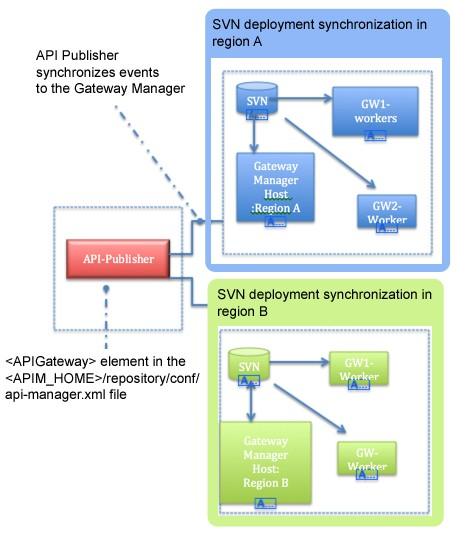 SVN deployment synchronization in
region A
API Publisher
synchronizes events
to the Gateway Manager
SVN
A...
GW1-
workers
A...
Gateway
Manager
Host
:Region A
A...
GW2-
Worker
A...
API-Publisher
<APIGateway> element in the
<APIM_HOME>/repository/conf/
api-manager.xml file
SVN deployment synchronization in
region B
SVN
A...
GW1-
Worker
A...
Gateway
Manager
Host:
Region B
A...
GW-
Worker
A...